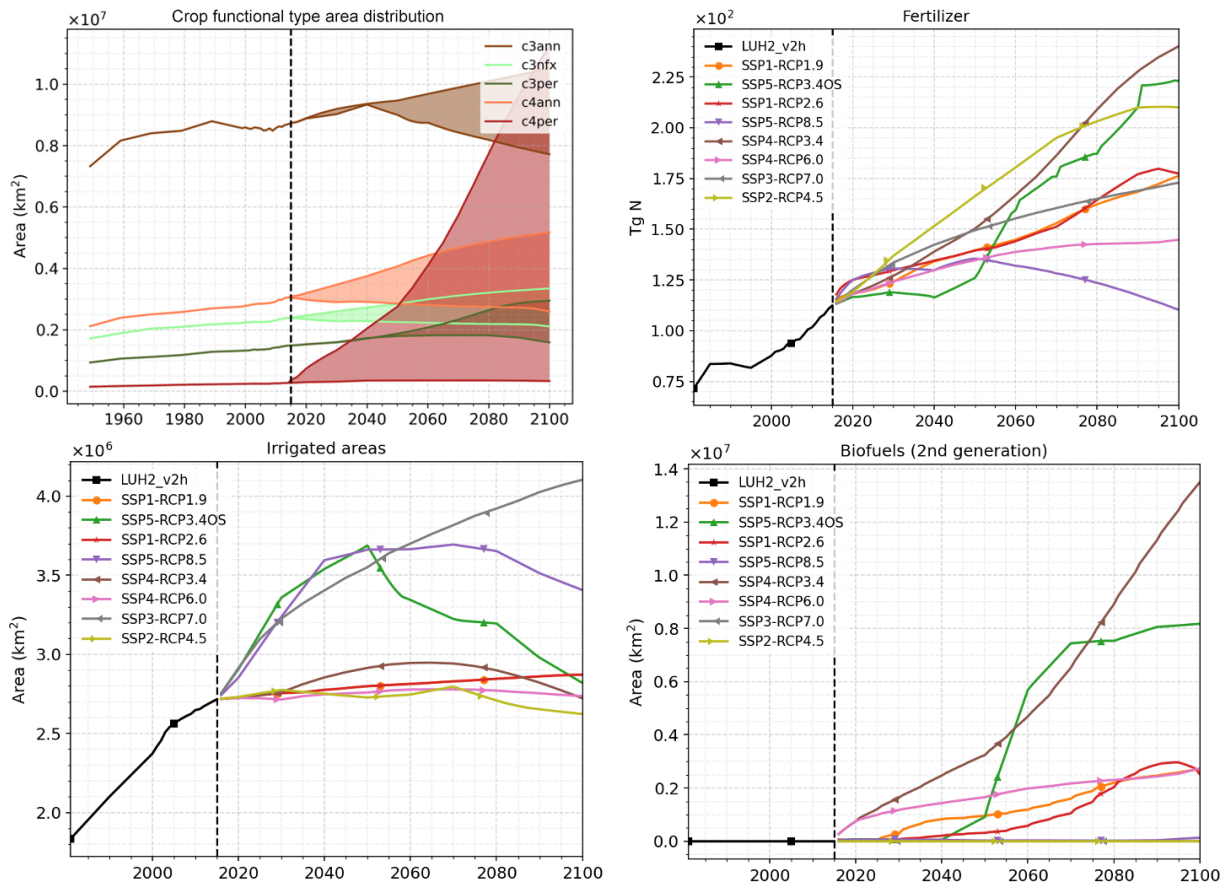 Crop functional type area distribution
×10⁷
Area (km²)
1.0
0.8
0.6
0.4
0.2
0.0
c3ann
c3nfx
c3per
c4ann
c4per
1960 1980 2000 2020 2040 2060 2080 2100
Fertilizer
×10²
Tg N
2.25
2.00
1.75
1.50
1.25
1.00
0.75
LUH2_v2h
SSP1-RCP1.9
SSP5-RCP3.4OS
SSP1-RCP2.6
SSP5-RCP8.5
SSP4-RCP3.4
SSP4-RCP6.0
SSP3-RCP7.0
SSP2-RCP4.5
2000 2020 2040 2060 2080 2100
Irrigated areas
×10⁶
Area (km²)
4.0
3.5
3.0
2.5
2.0
LUH2_v2h
SSP1-RCP1.9
SSP5-RCP3.4OS
SSP1-RCP2.6
SSP5-RCP8.5
SSP4-RCP3.4
SSP4-RCP6.0
SSP3-RCP7.0
SSP2-RCP4.5
2000 2020 2040 2060 2080 2100
Biofuels (2nd generation)
×10⁷
Area (km²)
1.4
1.2
1.0
0.8
0.6
0.4
0.2
0.0
LUH2_v2h
SSP1-RCP1.9
SSP5-RCP3.4OS
SSP1-RCP2.6
SSP5-RCP8.5
SSP4-RCP3.4
SSP4-RCP6.0
SSP3-RCP7.0
SSP2-RCP4.5
2000 2020 2040 2060 2080 2100